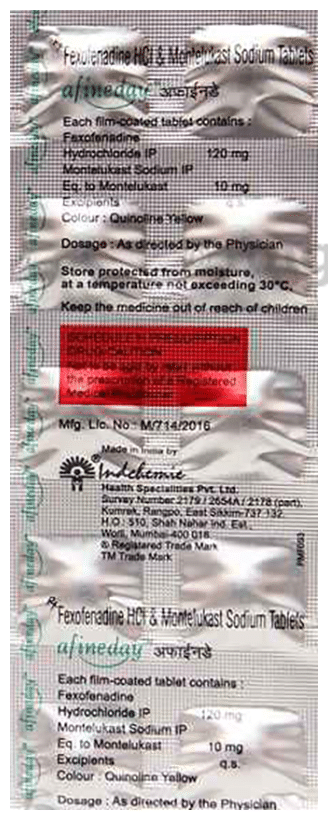 Rx Fexofenadine HCl & Montelukast Sodium Tablets
afineday™ अफाईनडे
Each film-coated tablet contains :
Fexofenadine
Hydrochloride IP 120 mg
Montelukast Sodium IP
Eq. to Montelukast 10 mg
Excipients q.s.
Colour : Quinoline Yellow
Dosage : As directed by the Physician
Store protected from moisture,
at a temperature not exceeding 30°C.
Keep the medicine out of reach of children
SCHEDULE H PRESCRIPTION
DRUG-CAUTION
Not to be sold by retail without
the prescription of a Registered
Medical Practitioner
Mfg. Lic. No.: M/714/2016
Made in India by
Indchemie
Health Specialities Pvt. Ltd.
Survey Number 2179 / 2654A / 2178 (part),
Kumrek, Rangpo, East Sikkim-737 132.
H.O.: 510, Shah Nahar Ind. Est.,
Worli, Mumbai-400 018.
® Registered Trade Mark
TM Trade Mark
Rx Fexofenadine HCl & Montelukast Sodium Tablets
afineday™ अफाईनडे
Each film-coated tablet contains :
Fexofenadine
Hydrochloride IP 120 mg
Montelukast Sodium IP
Eq. to Montelukast 10 mg
Excipients q.s.
Colour : Quinoline Yellow
Dosage : As directed by the Physician